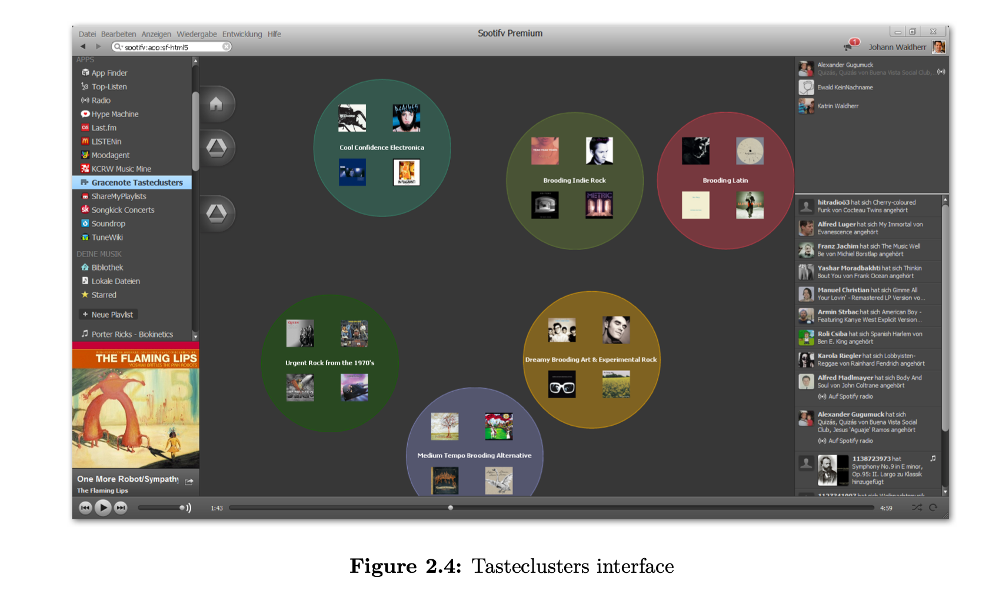 Datei Bearbeiten Anzeigen Wiedergabe Entwicklung Hilfe
Spotify Premium
spotify:app:sf-html5
1
Johann Waldherr
APPS
App Finder
Top-Listen
Radio
Hype Machine
Last.fm
LISTENin
Moodagent
KCRW Music Mine
Gracenote Tasteclusters
ShareMyPlaylists
Songkick Concerts
Soundrop
TuneWiki
DEINE MUSIK
Bibliothek
Lokale Dateien
Starred
+ Neue Playlist
Porter Ricks - Biokinetics
THE FLAMING LIPS
YOSHIMI BATTLES THE PINK ROBOTS
One More Robot/Sympathy
The Flaming Lips
PEACHES
Cool Confidence Electronica
IN FLAGRANTI
YEAH YEAH YEAHS
Brooding Indie Rock
METRIC
Brooding Latin
QUEEN
Urgent Rock from the 1970's
Dreamy Brooding Art & Experimental Rock
Medium Tempo Brooding Alternative
Alexander Gugumuck
Quizás, Quizás von Buena Vista Social Club,...
Ewald KeinNachname
Katrin Waldherr
hitradioö3 hat sich Cherry-coloured
Funk von Cocteau Twins angehört
Alfred Luger hat sich My Immortal von
Evanescence angehört
Franz Jachim hat sich The Music Well
Be von Michiel Borstlap angehört
Yashar Moradbakhti hat sich Thinkin
Bout You von Frank Ocean angehört
Manuel Christian hat sich Gimme All
Your Lovin' - Remastered LP Version vo...
Armin Strbac hat sich American Boy -
Featuring Kanye West Explicit Version...
Roli Csiba hat sich Spanish Harlem von
Ben E. King angehört
Karola Riegler hat sich Lobbyisten-
Reggae von Rainhard Fendrich angehört
Alfred Madlmayer hat sich Body And
Soul von John Coltrane angehört
Auf Spotify radio
Alexander Gugumuck hat sich
Quizás, Quizás von Buena Vista Social
Club, Jesus 'Aguaje' Ramos angehört
Auf Spotify radio
1138723973 hat
Symphony No.9 in E minor,
Op.95: II. Largo zu Klassik
hinzugefügt
1:43
4:59
Figure 2.4: Tasteclusters interface